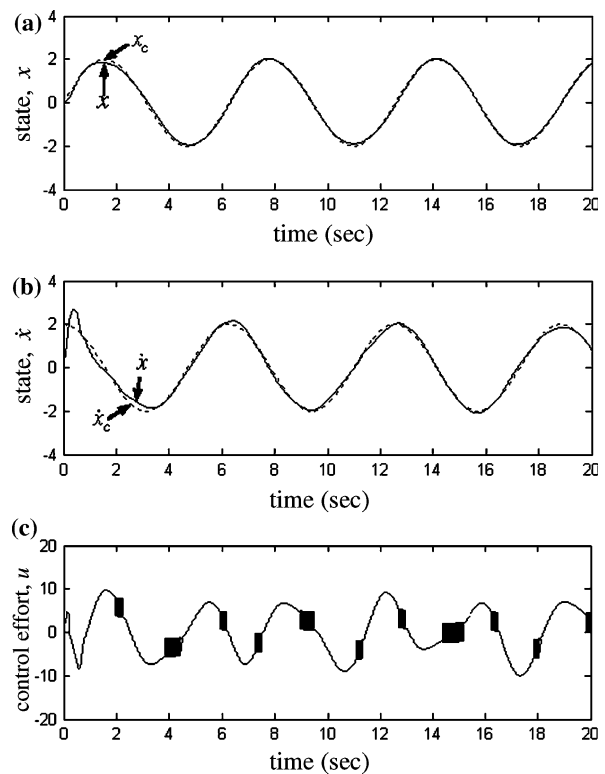 (a)
4
2
0
-2
-4
state, x
x_c
x
0 2 4 6 8 10 12 14 16 18 20
time (sec)
(b)
4
2
0
-2
-4
state, ẋ
ẋ
ẋ_c
0 2 4 6 8 10 12 14 16 18 20
time (sec)
(c)
20
10
0
-10
-20
control effort, u
0 2 4 6 8 10 12 14 16 18 20
time (sec)